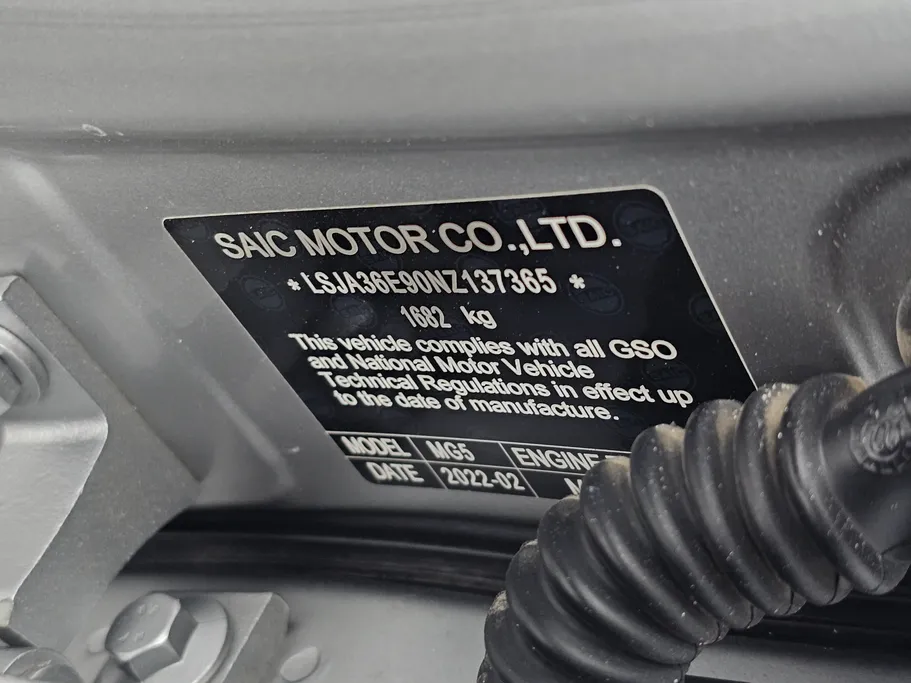 SAIC MOTOR CO.,LTD.
* LSJA36E90NZ137365 *
1682 kg
This vehicle complies with all GSO
and National Motor Vehicle
Technical Regulations in effect up
to the date of manufacture.
MODEL MG5 ENGINE
DATE 2022-02